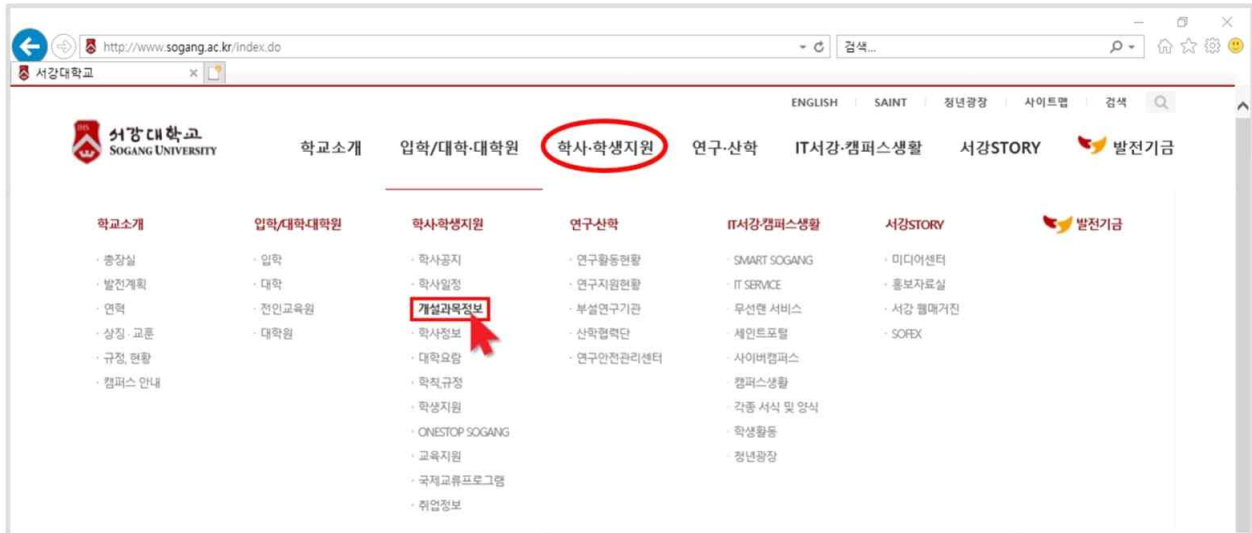 http://www.sogang.ac.kr/index.do
검색...
서강대학교
ENGLISH SAINT 청년광장 사이트맵 검색
서강대학교
SOGANG UNIVERSITY
학교소개 입학/대학·대학원 학사·학생지원 연구·산학 IT서강·캠퍼스생활 서강STORY 발전기금
학교소개
· 총장실
· 발전계획
· 연혁
· 상징·교훈
· 규정, 현황
· 캠퍼스 안내
입학/대학·대학원
· 입학
· 대학
· 전인교육원
· 대학원
학사·학생지원
· 학사공지
· 학사일정
개설과목정보
· 학사정보
· 대학요람
· 학칙,규정
· 학생지원
· ONESTOP SOGANG
· 교육지원
· 국제교류프로그램
· 취업정보
연구·산학
· 연구활동현황
· 연구지원현황
· 부설연구기관
· 산학협력단
· 연구안전관리센터
IT서강·캠퍼스생활
· SMART SOGANG
· IT SERVICE
· 무선랜 서비스
· 세인트포탈
· 사이버캠퍼스
· 캠퍼스생활
· 각종 서식 및 양식
· 학생활동
· 청년광장
서강STORY
· 미디어센터
· 홍보자료실
· 서강 웹매거진
· SOFEX
발전기금